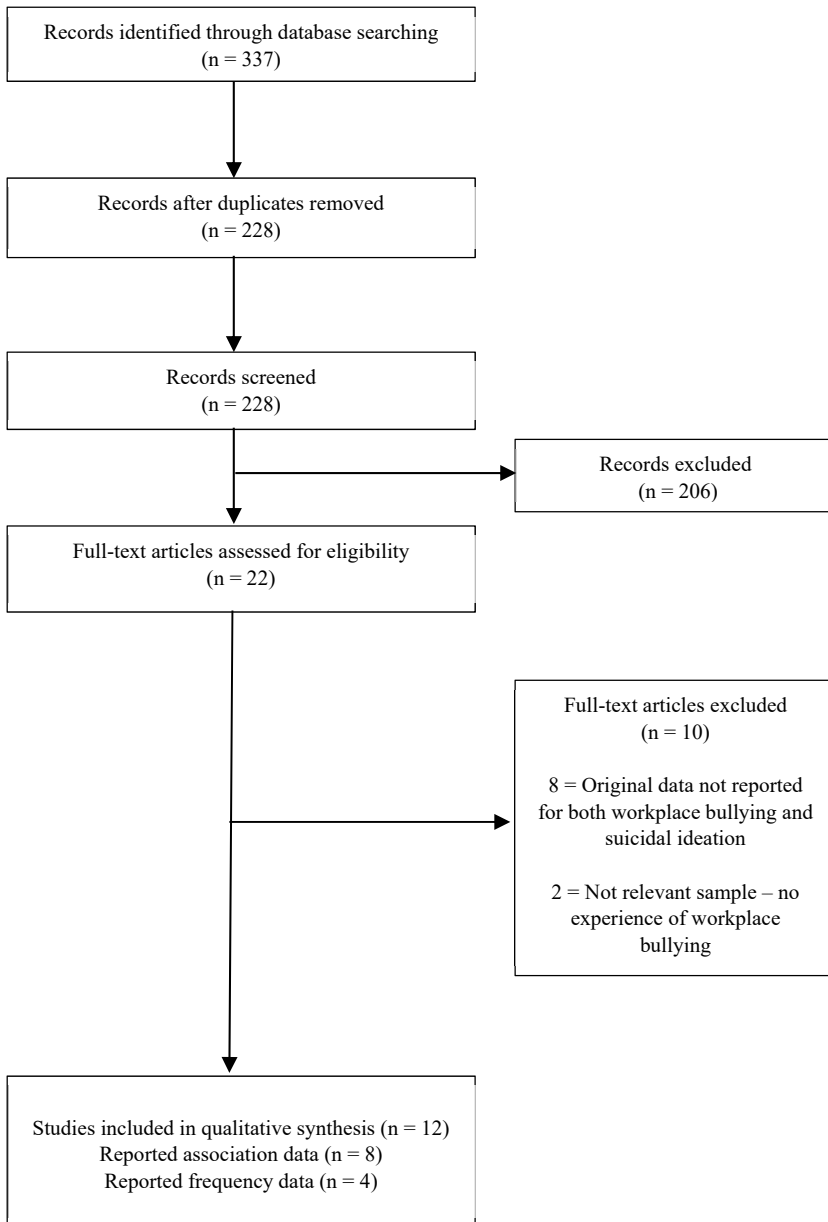 Records identified through database searching
(n = 337)
Records after duplicates removed
(n = 228)
Records screened
(n = 228)
Records excluded
(n = 206)
Full-text articles assessed for eligibility
(n = 22)
Full-text articles excluded
(n = 10)
8 = Original data not reported
for both workplace bullying and
suicidal ideation
2 = Not relevant sample – no
experience of workplace
bullying
Studies included in qualitative synthesis (n = 12)
Reported association data (n = 8)
Reported frequency data (n = 4)